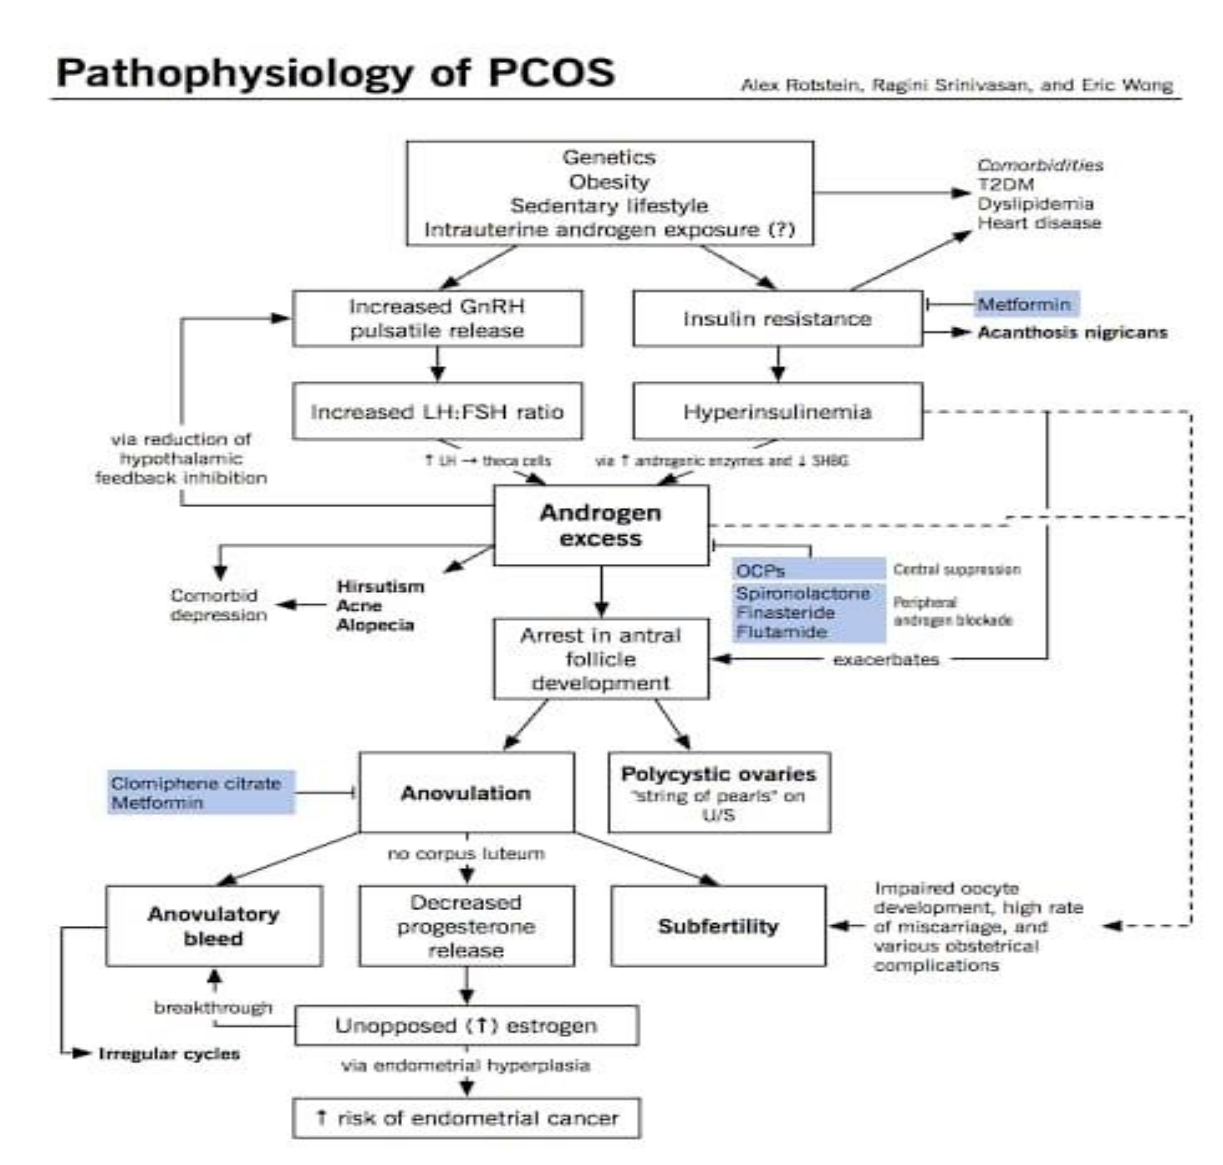 Pathophysiology of PCOS
Alex Rotstein, Ragini Srinivasan, and Eric Wong
Genetics
Obesity
Sedentary lifestyle
Intrauterine androgen exposure (?)
Comorbidities
T2DM
Dyslipidemia
Heart disease
Increased GnRH
pulsatile release
Insulin resistance
Metformin
Acanthosis nigricans
Increased LH:FSH ratio
Hyperinsulinemia
via reduction of
hypothalamic
feedback inhibition
↑ LH → theca cells
via ↑ androgenic enzymes and ↓ SHBG
Androgen
excess
OCPs
Central suppression
Spironolactone
Finasteride
Flutamide
Peripheral
androgen blockade
Comorbid
depression
Hirsutism
Acne
Alopecia
Arrest in antral
follicle
development
exacerbates
Clomiphene citrate
Metformin
Anovulation
Polycystic ovaries
"string of pearls" on
U/S
no corpus luteum
Anovulatory
bleed
Decreased
progesterone
release
Subfertility
Impaired oocyte
development, high rate
of miscarriage, and
various obstetrical
complications
breakthrough
Unopposed (↑) estrogen
Irregular cycles
via endometrial hyperplasia
↑ risk of endometrial cancer